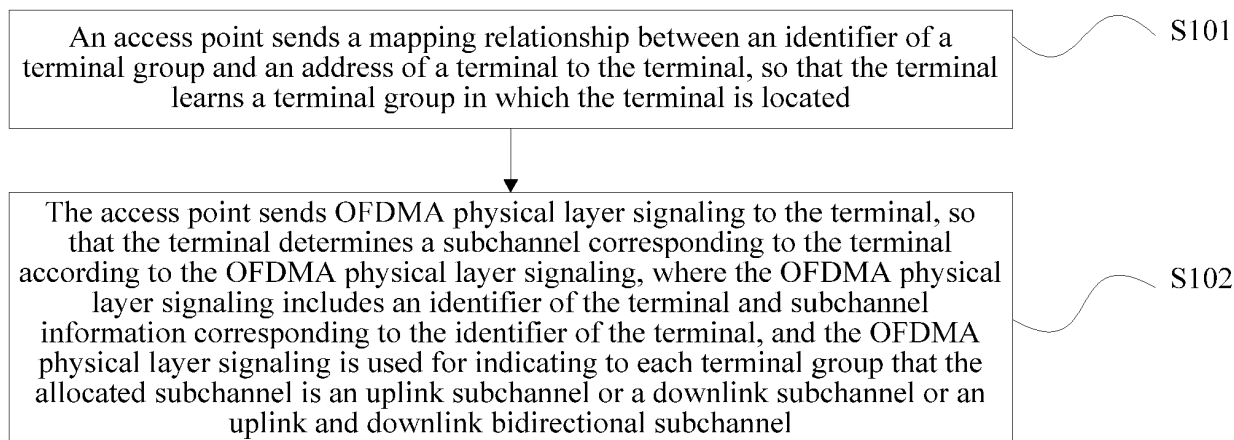 An access point sends a mapping relationship between an identifier of a
terminal group and an address of a terminal to the terminal, so that the terminal
learns a terminal group in which the terminal is located
S101
The access point sends OFDMA physical layer signaling to the terminal, so
that the terminal determines a subchannel corresponding to the terminal
according to the OFDMA physical layer signaling, where the OFDMA physical
layer signaling includes an identifier of the terminal and subchannel
information corresponding to the identifier of the terminal, and the OFDMA
physical layer signaling is used for indicating to each terminal group that the
allocated subchannel is an uplink subchannel or a downlink subchannel or an
uplink and downlink bidirectional subchannel
S102